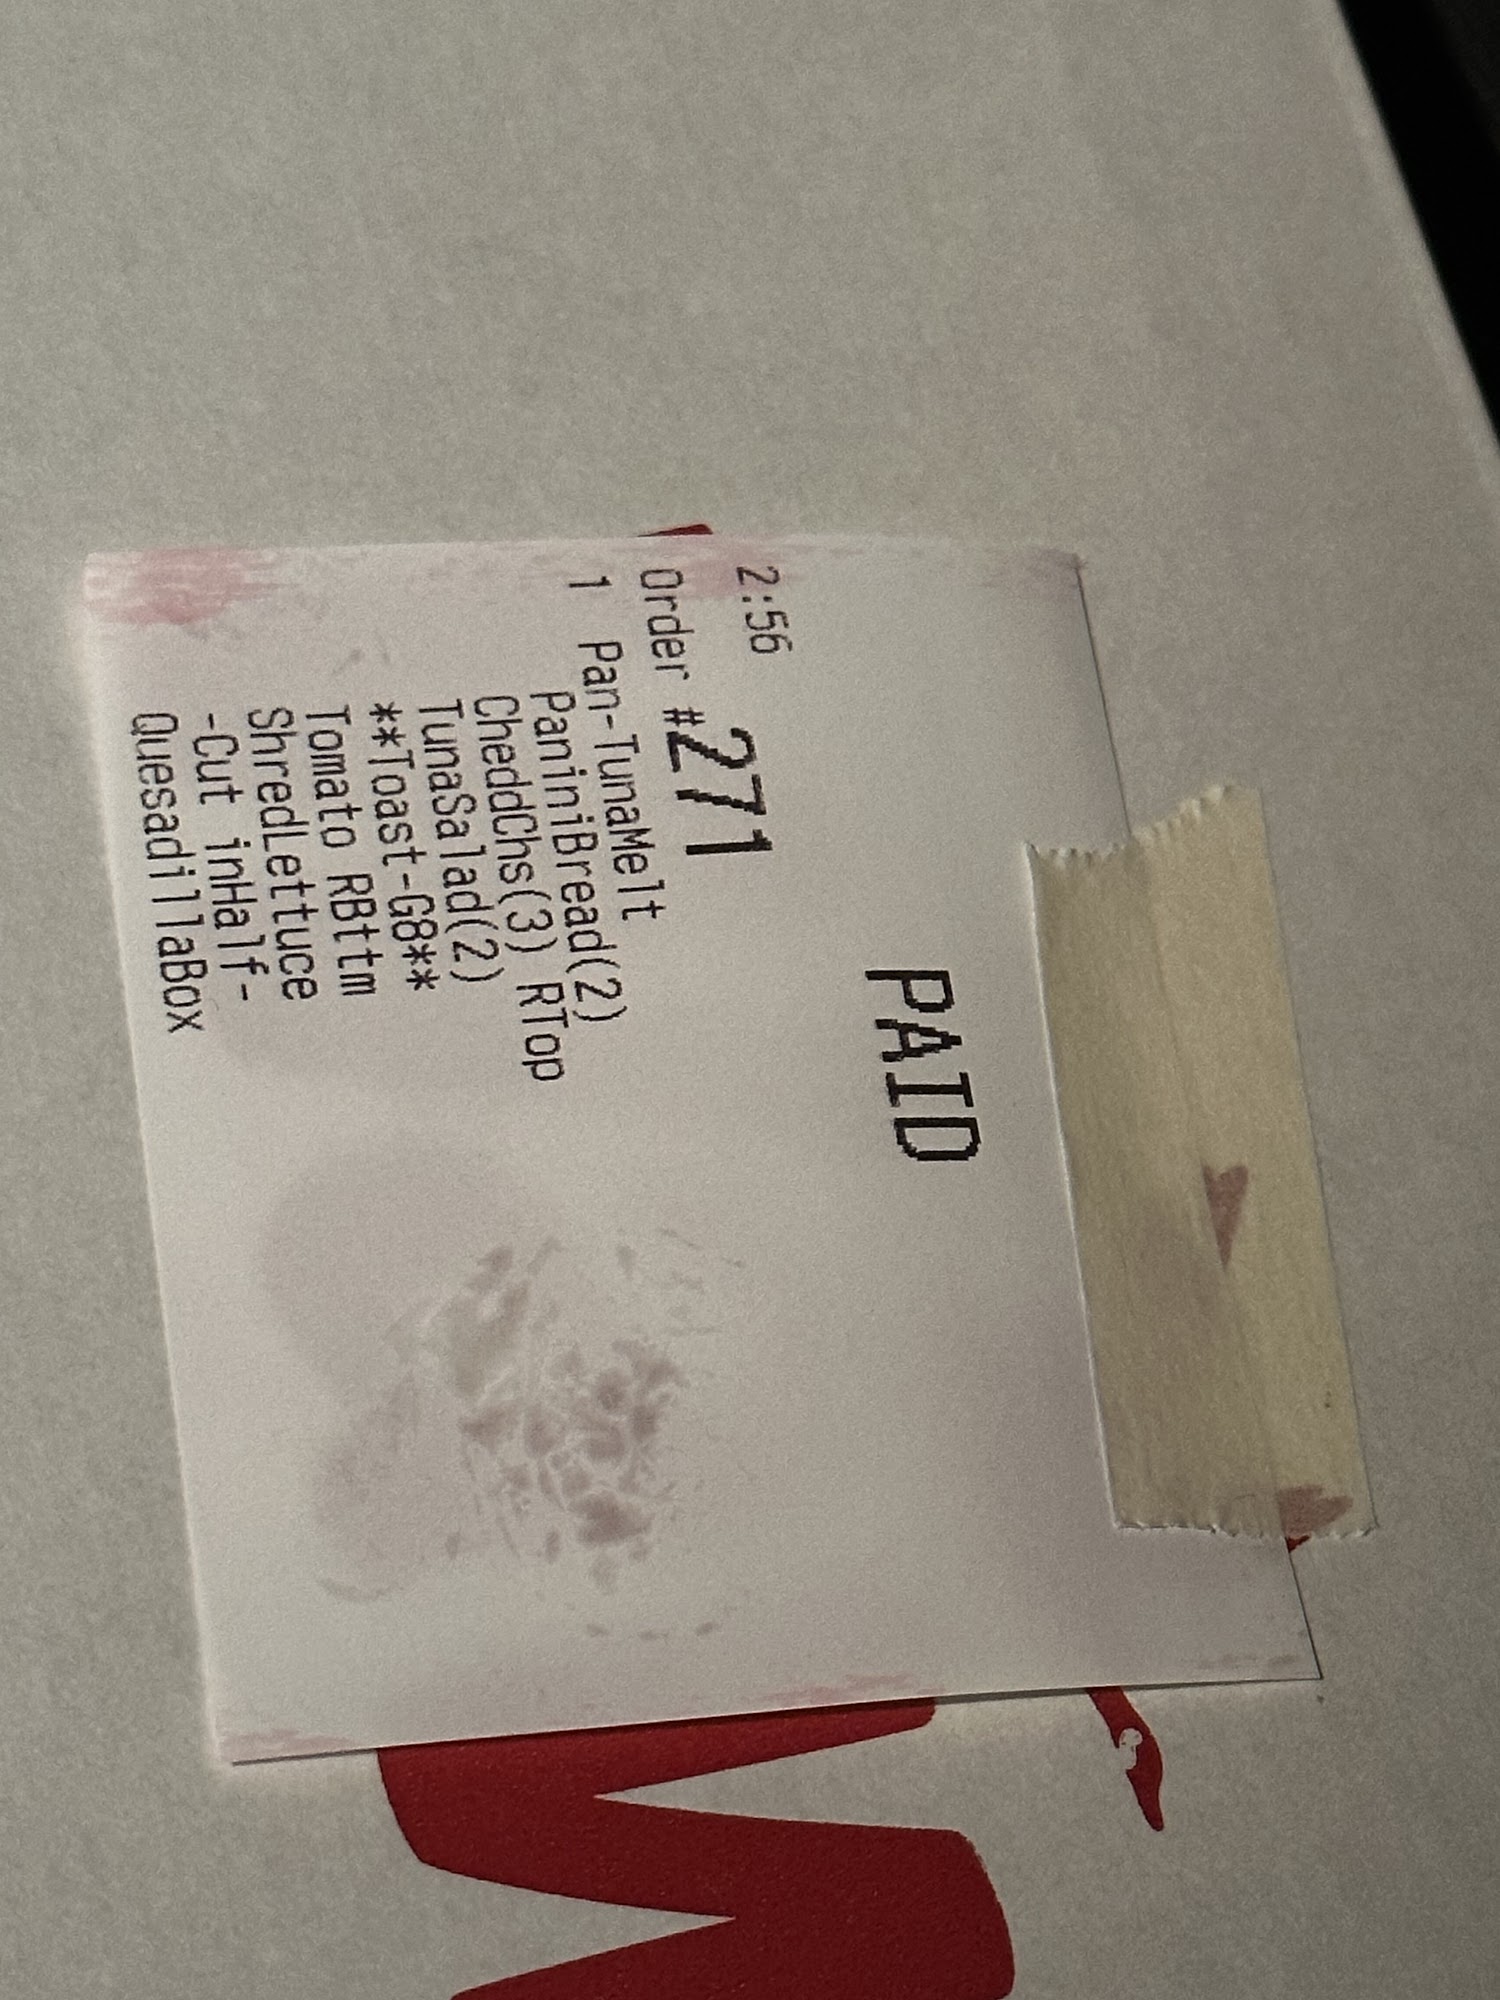 PAID
2:56
Order #271
1 Pan-TunaMelt
PaniniBread(2)
CheddChs(3) RTop
TunaSalad(2)
**Toast-G8**
Tomato RBttm
ShredLettuce
-Cut inHalf-
QuesadillaBox